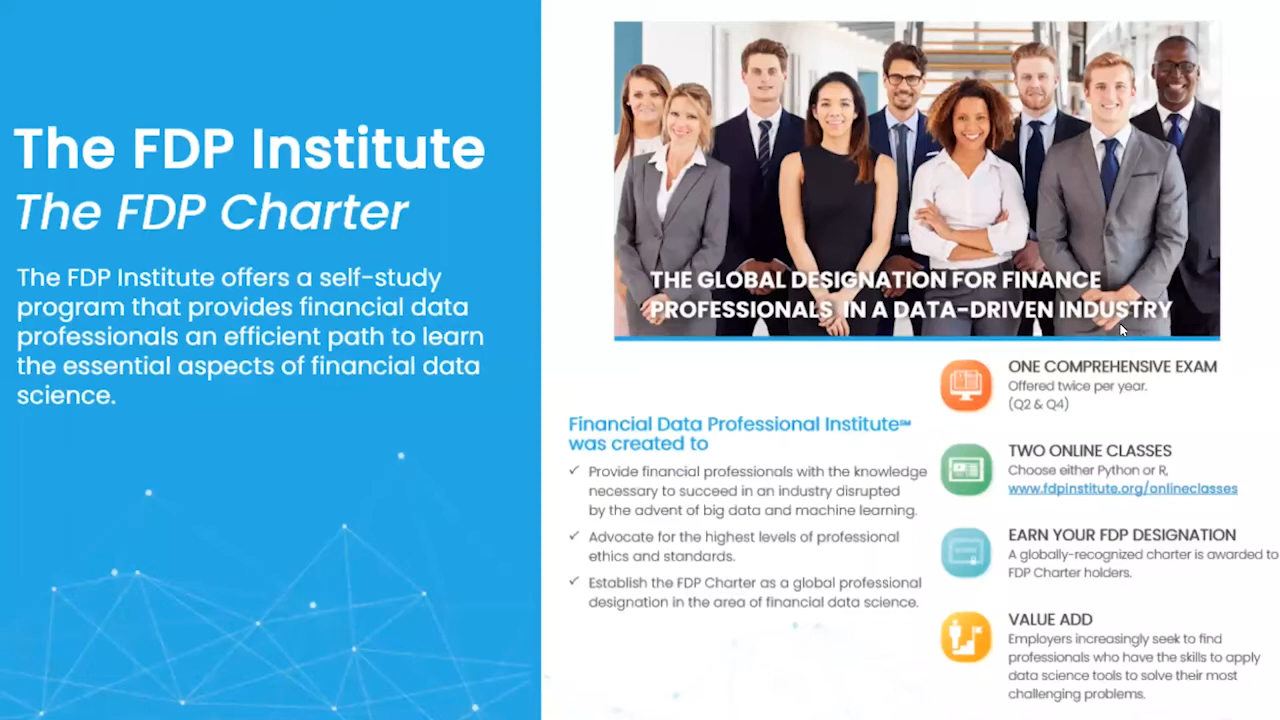 The FDP Institute
The FDP Charter
The FDP Institute offers a self-study
program that provides financial data
professionals an efficient path to learn
the essential aspects of financial data
science.
THE GLOBAL DESIGNATION FOR FINANCE
PROFESSIONALS IN A DATA-DRIVEN INDUSTRY
Financial Data Professional Institute℠
was created to
✓ Provide financial professionals with the knowledge
necessary to succeed in an industry disrupted
by the advent of big data and machine learning.
✓ Advocate for the highest levels of professional
ethics and standards.
✓ Establish the FDP Charter as a global professional
designation in the area of financial data science.
ONE COMPREHENSIVE EXAM
Offered twice per year.
(Q2 & Q4)
TWO ONLINE CLASSES
Choose either Python or R,
www.fdpinstitute.org/onlineclasses
EARN YOUR FDP DESIGNATION
A globally-recognized charter is awarded to
FDP Charter holders.
VALUE ADD
Employers increasingly seek to find
professionals who have the skills to apply
data science tools to solve their most
challenging problems.